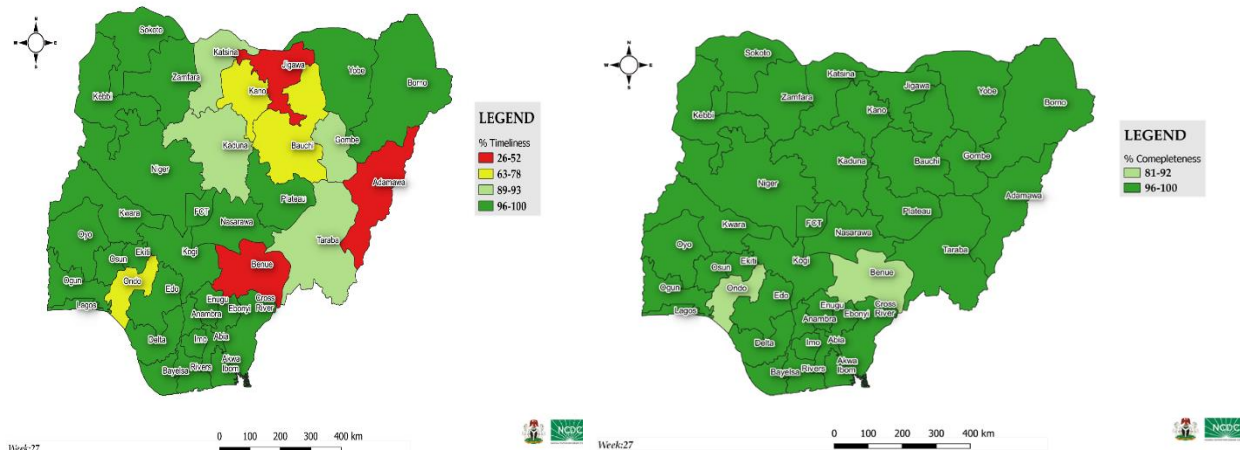 Sokoto
Katsina
Jigawa
Yobe
Borno
Zamfara
Kano
Kebbi
Kaduna
Bauchi
Gombe
Niger
Adamawa
Plateau
FCT
Nasarawa
Kwara
Taraba
Oyo
Kogi
Benue
Osun
Ekiti
Ogun
Ondo
Edo
Lagos
Enugu
Ebonyi
Cross
River
Anambra
Delta
Imo
Abia
Akwa
Ibom
Bayelsa
Rivers
N
W
E
S
LEGEND
% Timeliness
26-52
63-78
89-93
96-100
Week:27
0 100 200 300 400 km
NCDC
Sokoto
Katsina
Jigawa
Yobe
Borno
Zamfara
Kano
Kebbi
Kaduna
Bauchi
Gombe
Niger
Adamawa
Plateau
FCT
Nasarawa
Kwara
Taraba
Oyo
Kogi
Benue
Osun
Ekiti
Ogun
Ondo
Edo
Lagos
Enugu
Ebonyi
Cross
River
Anambra
Delta
Imo
Abia
Akwa
Ibom
Bayelsa
Rivers
N
W
E
S
LEGEND
% Comepleteness
81-92
96-100
Week:27
0 100 200 300 400 km
NCDC